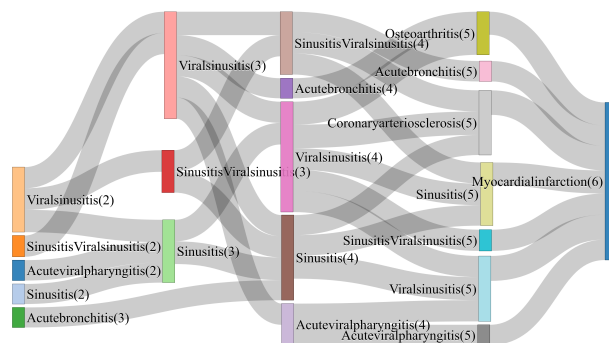 Viralsinusitis(2)
SinusitisViralsinusitis(2)
Acuteviralpharyngitis(2)
Sinusitis(2)
Acutebronchitis(3)
Viralsinusitis(3)
SinusitisViralsinusitis(3)
Sinusitis(3)
SinusitisViralsinusitis(4)
Acutebronchitis(4)
Viralsinusitis(4)
Sinusitis(4)
Acuteviralpharyngitis(4)
Osteoarthritis(5)
Acutebronchitis(5)
Coronaryarteriosclerosis(5)
Sinusitis(5)
SinusitisViralsinusitis(5)
Viralsinusitis(5)
Acuteviralpharyngitis(5)
Myocardialinfarction(6)